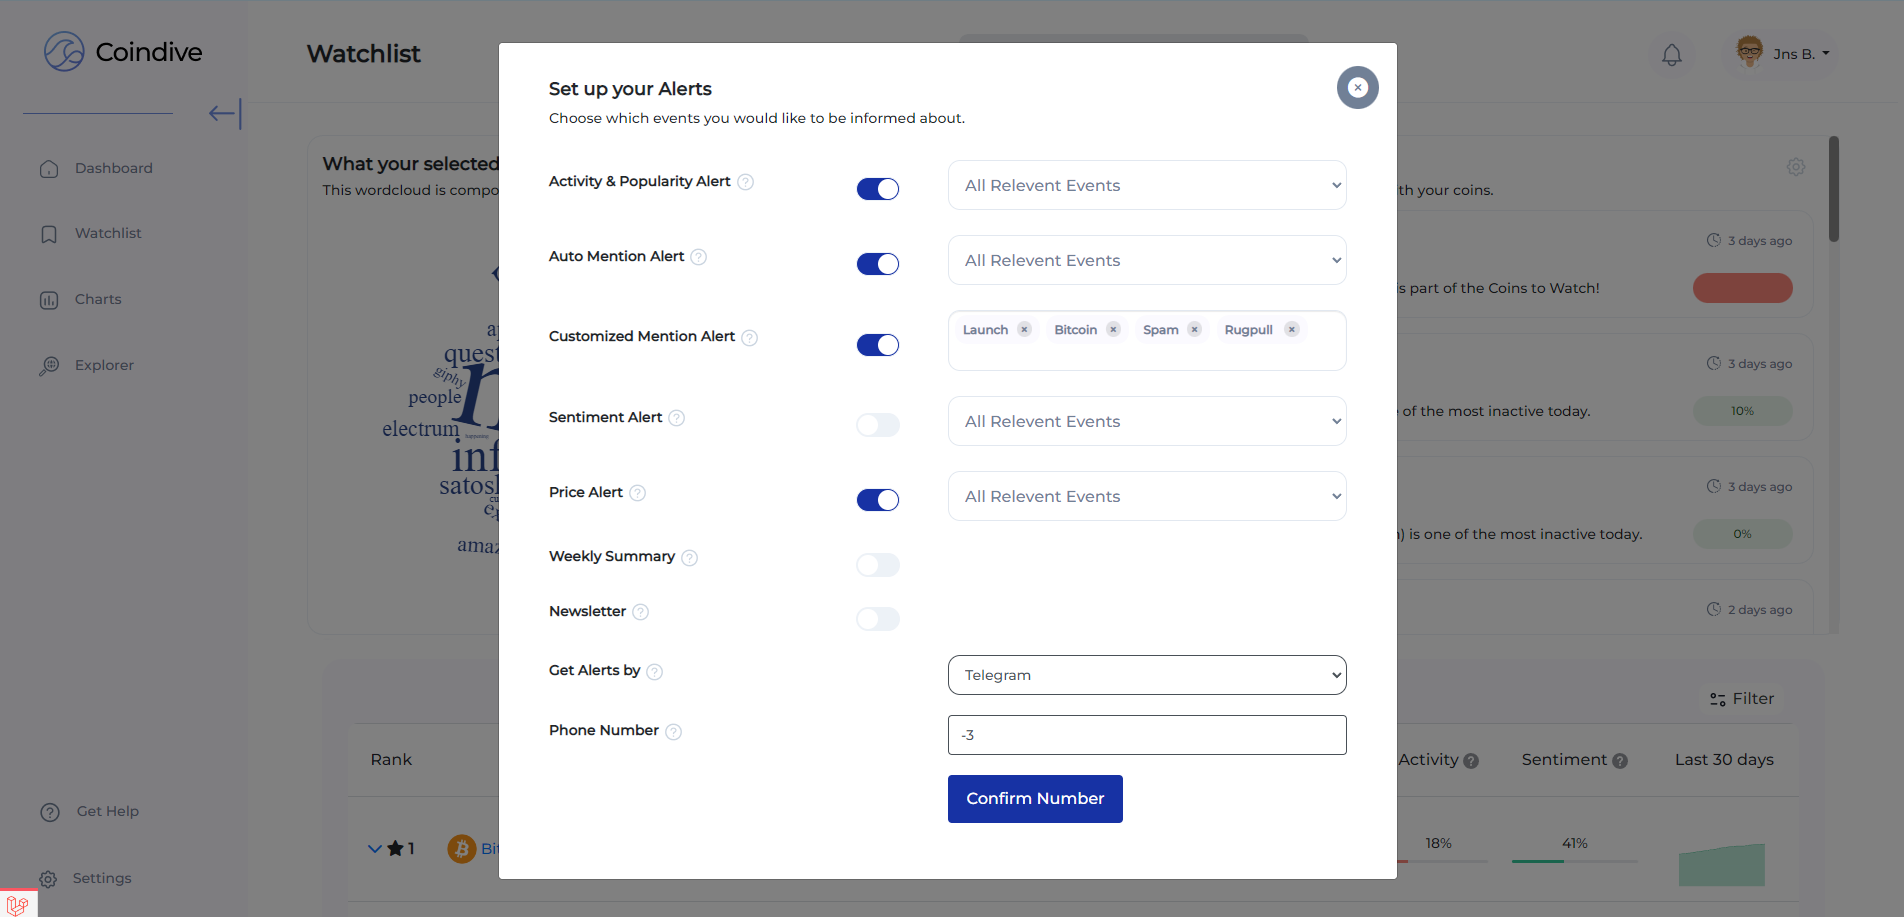 Coindive
Watchlist
Jns B.
Dashboard
Watchlist
Charts
Explorer
Get Help
Settings
What your selected
This wordcloud is compo
quest
giphy
people
electrum
happening
inf
satosh
amaz
Set up your Alerts
Choose which events you would like to be informed about.
Activity & Popularity Alert ?
All Relevent Events
Auto Mention Alert ?
All Relevent Events
Customized Mention Alert ?
Launch × Bitcoin × Spam × Rugpull ×
Sentiment Alert ?
All Relevent Events
Price Alert ?
All Relevent Events
Weekly Summary ?
Newsletter ?
Get Alerts by ?
Telegram
Phone Number ?
-3
Confirm Number
th your coins.
3 days ago
is part of the Coins to Watch!
3 days ago
of the most inactive today.
10%
3 days ago
) is one of the most inactive today.
0%
2 days ago
Filter
Rank
Activity ?
Sentiment ?
Last 30 days
1
Bit
18%
41%